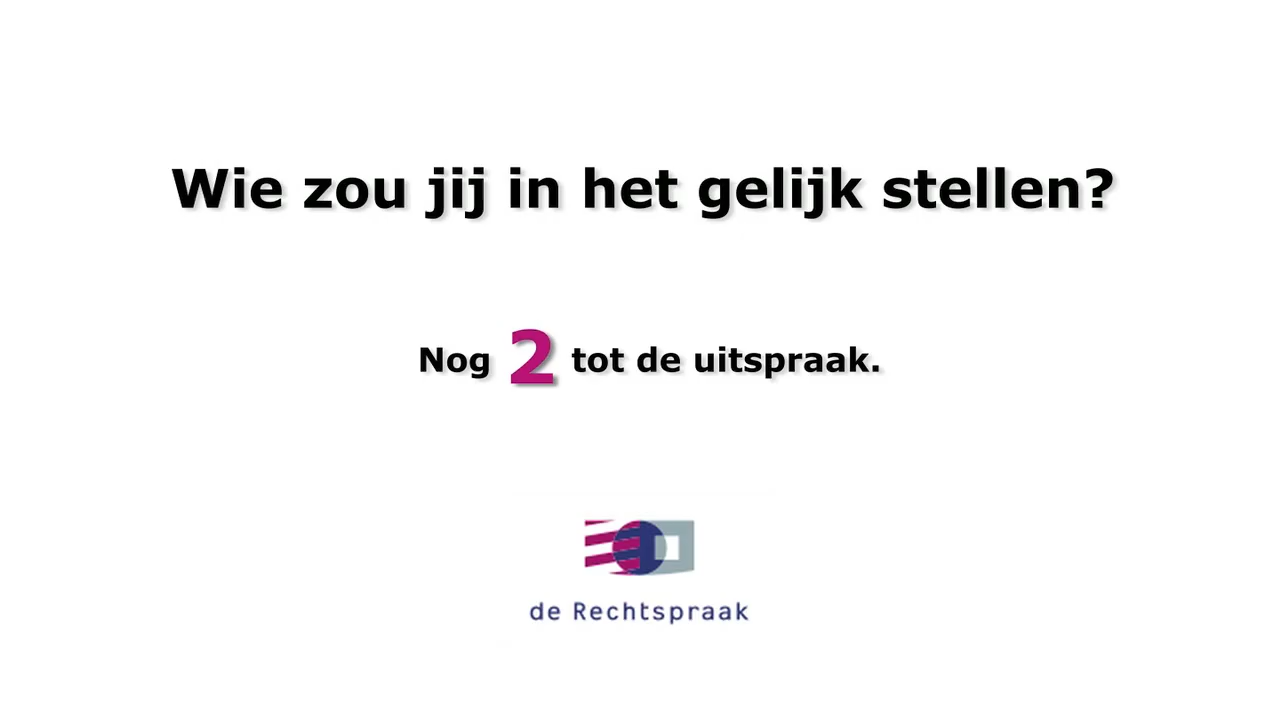 Wie zou jij in het gelijk stellen?
Nog 2 tot de uitspraak.
de Rechtspraak